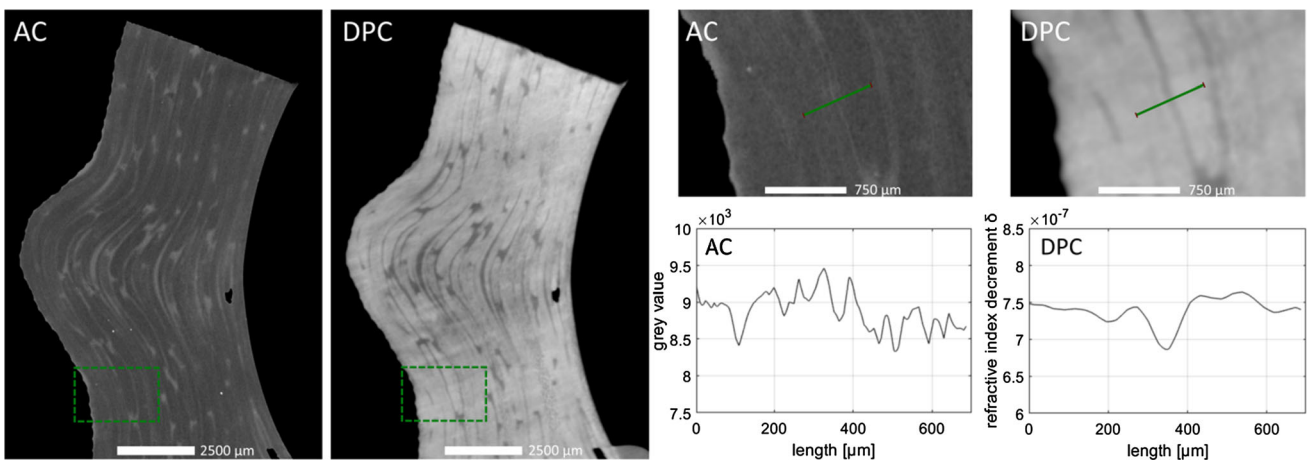 AC
DPC
2500 µm
2500 µm
AC
DPC
750 µm
750 µm
×10³
10
9.5
9
8.5
8
7.5
grey value
AC
0
200
400
600
length [µm]
×10⁻⁷
8.5
8
7.5
7
6.5
6
refractive index decrement δ
DPC
0
200
400
600
length [µm]